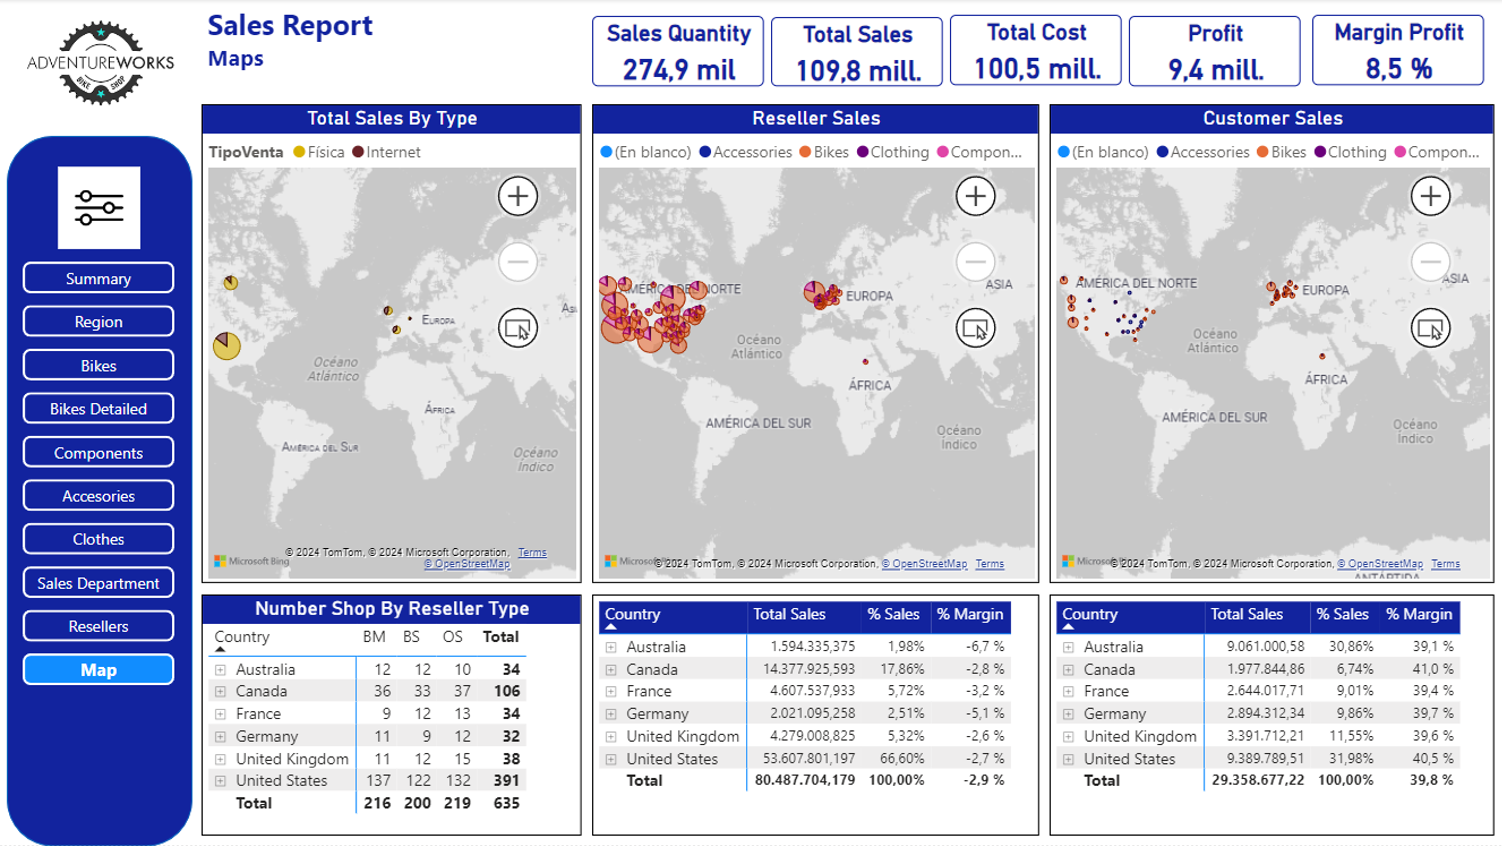 ADVENTUREWORKS
BIKE SHOP
Sales Report
Maps
Sales Quantity
274,9 mil
Total Sales
109,8 mill.
Total Cost
100,5 mill.
Profit
9,4 mill.
Margin Profit
8,5 %
Summary
Region
Bikes
Bikes Detailed
Components
Accesories
Clothes
Sales Department
Resellers
Map
Total Sales By Type
TipoVenta Física Internet
EUROPA
Océano
Atlántico
ÁFRICA
AMÉRICA DEL SUR
Océano
Índico
Microsoft Bing
© 2024 TomTom, © 2024 Microsoft Corporation, Terms
© OpenStreetMap
Reseller Sales
(En blanco) Accessories Bikes Clothing Compon...
AMÉRICA DEL NORTE
EUROPA
ASIA
Océano
Atlántico
ÁFRICA
AMÉRICA DEL SUR
Océano
Índico
© 2024 TomTom, © 2024 Microsoft Corporation, © OpenStreetMap Terms
Customer Sales
(En blanco) Accessories Bikes Clothing Compon...
AMÉRICA DEL NORTE
EUROPA
ASIA
Océano
Atlántico
ÁFRICA
AMÉRICA DEL SUR
Océano
Índico
© 2024 TomTom, © 2024 Microsoft Corporation, © OpenStreetMap Terms
ANTÁRTIDA
Number Shop By Reseller Type
Country BM BS OS Total
Australia 12 12 10 34
Canada 36 33 37 106
France 9 12 13 34
Germany 11 9 12 32
United Kingdom 11 12 15 38
United States 137 122 132 391
Total 216 200 219 635
Country Total Sales % Sales % Margin
Australia 1.594.335,375 1,98% -6,7 %
Canada 14.377.925,593 17,86% -2,8 %
France 4.607.537,933 5,72% -3,2 %
Germany 2.021.095,258 2,51% -5,1 %
United Kingdom 4.279.008,825 5,32% -2,6 %
United States 53.607.801,197 66,60% -2,7 %
Total 80.487.704,179 100,00% -2,9 %
Country Total Sales % Sales % Margin
Australia 9.061.000,58 30,86% 39,1 %
Canada 1.977.844,86 6,74% 41,0 %
France 2.644.017,71 9,01% 39,4 %
Germany 2.894.312,34 9,86% 39,7 %
United Kingdom 3.391.712,21 11,55% 39,6 %
United States 9.389.789,51 31,98% 40,5 %
Total 29.358.677,22 100,00% 39,8 %